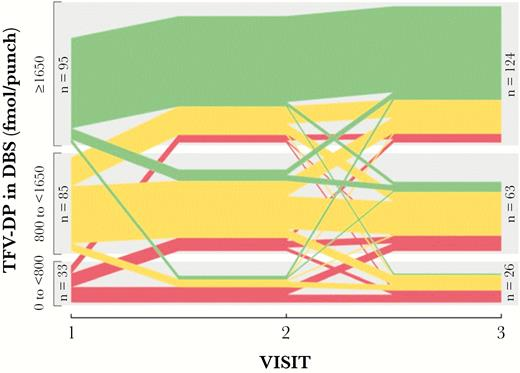 TFV-DP in DBS (fmol/punch)
≥1650
n = 95
n = 124
800 to <1650
n = 85
n = 63
0 to <800
n = 33
n = 26
1 2 3
VISIT